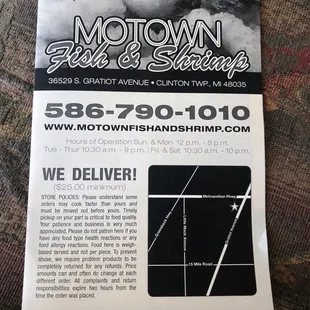 MOTOWN
Fish & Shrimp
36529 S. GRATIOT AVENUE • CLINTON TWP., MI 48035
586-790-1010
WWW.MOTOWNFISHANDSHRIMP.COM
Hours of Operation Sun. & Mon. 12 p.m. - 8 p.m.
Tue - Thur 10:30 a.m. - 9 p.m. | Fri. & Sat. 10:30 a.m. - 10 p.m.
WE DELIVER!
($25.00 minimum)
STORE POLICIES: Please understand some
orders may cook faster than yours and
must be moved out before yours. Timely
pickup on your part is critical to food quality.
Your patience and business is very much
appreciated. Please do not patron here if you
have any food type heath reactions or any
food allergy reactions. Food here is weigh-
based served and not per piece. To prevent
abuse, we require problem products to be
completely returned for any refunds. Price
amounts can and often do change at each
different order. All complaints and return
responsibilities expire two hours from the
time the order was placed.
Metropolitan Pkwy.
Little Mack Avenue
15 Mile Road